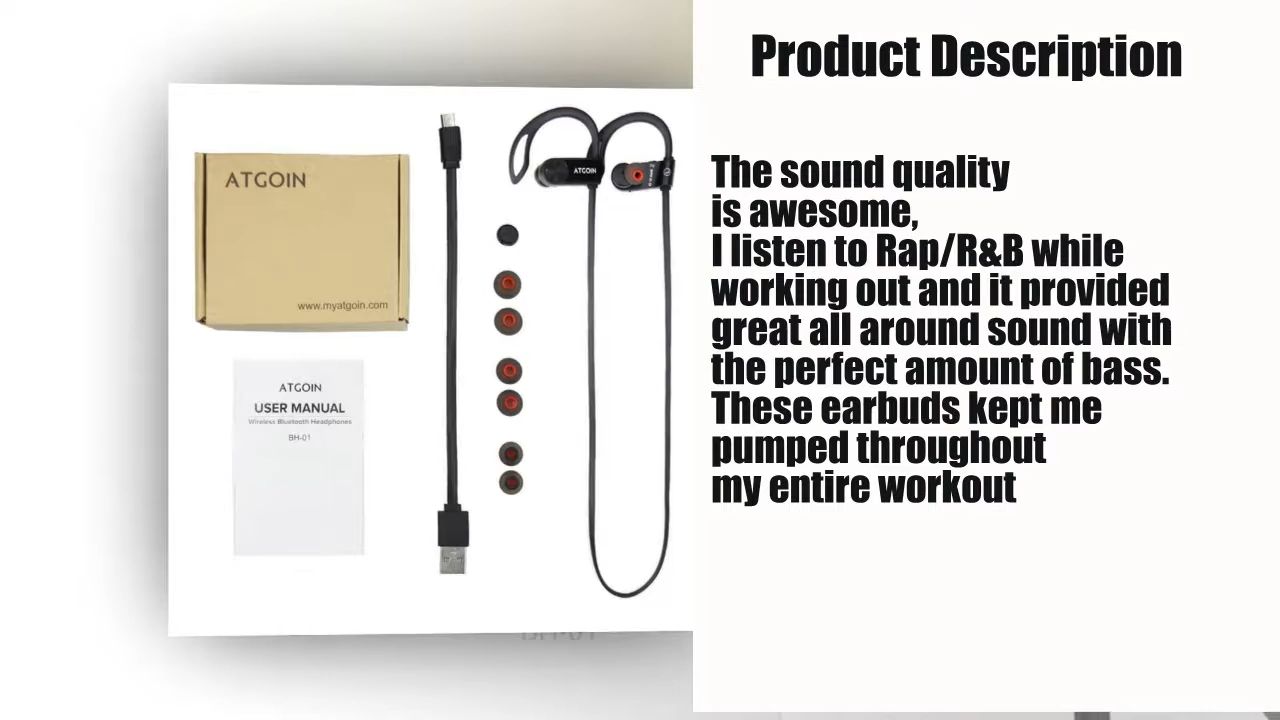 Product Description
The sound quality
is awesome,
I listen to Rap/R&B while
working out and it provided
great all around sound with
the perfect amount of bass.
These earbuds kept me
pumped throughout
my entire workout
ATGOIN
www.myatgoin.com
ATGOIN
USER MANUAL
Wireless Bluetooth Headphones
BH-01
ATGOIN